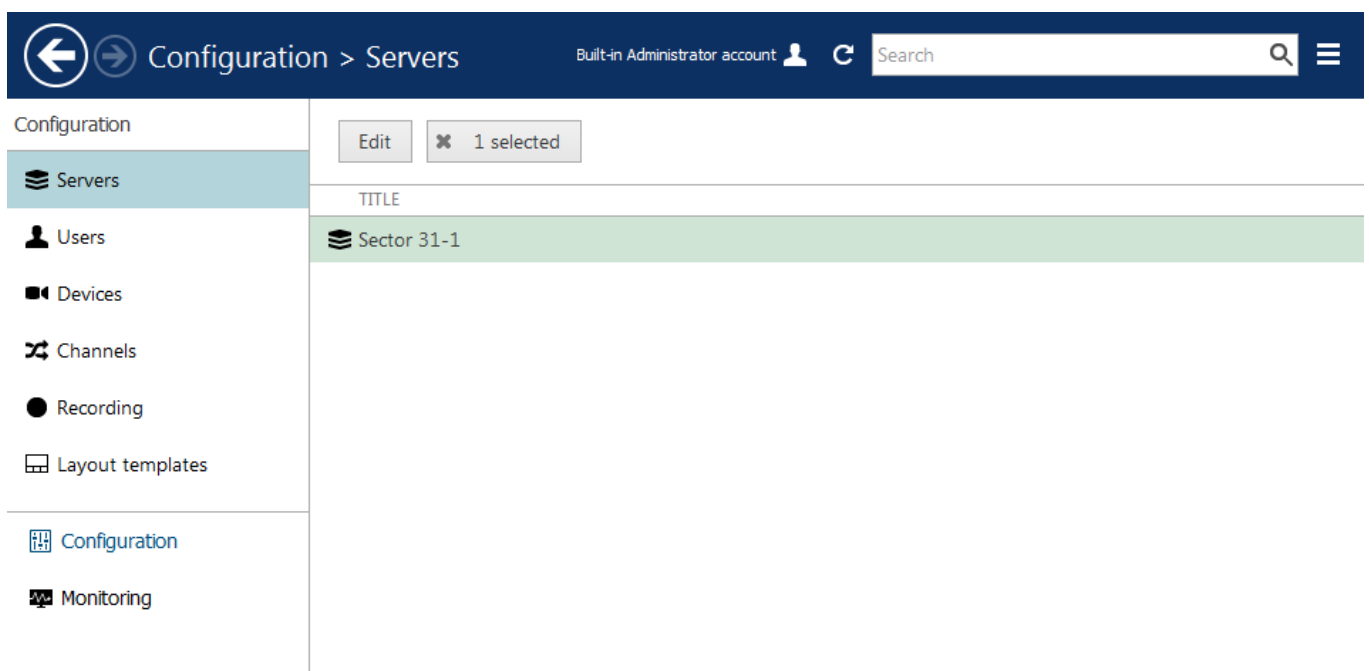 Configuration > Servers
Built-in Administrator account
Search
Configuration
Servers
Users
Devices
Channels
Recording
Layout templates
Configuration
Monitoring
Edit
1 selected
TITLE
Sector 31-1